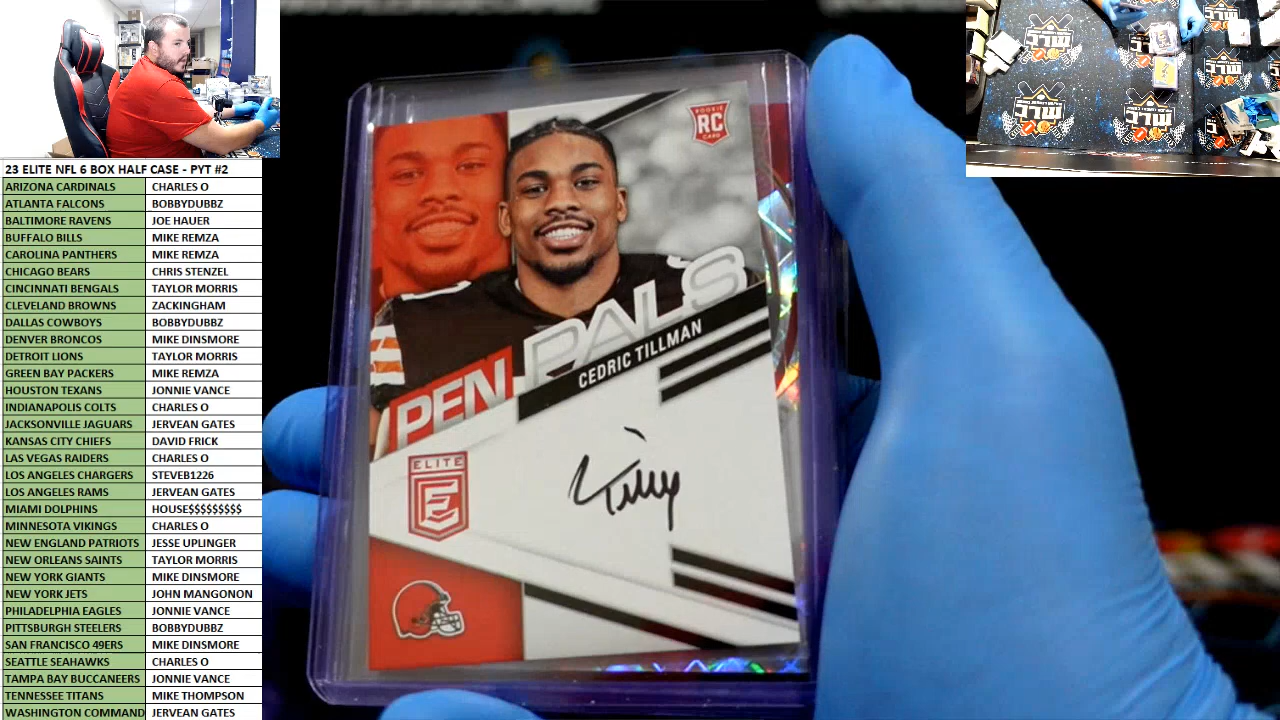 23 ELITE NFL 6 BOX HALF CASE - PYT #2
ARIZONA CARDINALS CHARLES O
ATLANTA FALCONS BOBBYDUBBZ
BALTIMORE RAVENS JOE HAUER
BUFFALO BILLS MIKE REMZA
CAROLINA PANTHERS MIKE REMZA
CHICAGO BEARS CHRIS STENZEL
CINCINNATI BENGALS TAYLOR MORRIS
CLEVELAND BROWNS ZACKINGHAM
DALLAS COWBOYS BOBBYDUBBZ
DENVER BRONCOS MIKE DINSMORE
DETROIT LIONS TAYLOR MORRIS
GREEN BAY PACKERS MIKE REMZA
HOUSTON TEXANS JONNIE VANCE
INDIANAPOLIS COLTS CHARLES O
JACKSONVILLE JAGUARS JERVEAN GATES
KANSAS CITY CHIEFS DAVID FRICK
LAS VEGAS RAIDERS CHARLES O
LOS ANGELES CHARGERS STEVEB1226
LOS ANGELES RAMS JERVEAN GATES
MIAMI DOLPHINS HOUSE$$$$$$$$$
MINNESOTA VIKINGS CHARLES O
NEW ENGLAND PATRIOTS JESSE UPLINGER
NEW ORLEANS SAINTS TAYLOR MORRIS
NEW YORK GIANTS MIKE DINSMORE
NEW YORK JETS JOHN MANGONON
PHILADELPHIA EAGLES JONNIE VANCE
PITTSBURGH STEELERS BOBBYDUBBZ
SAN FRANCISCO 49ERS MIKE DINSMORE
SEATTLE SEAHAWKS CHARLES O
TAMPA BAY BUCCANEERS JONNIE VANCE
TENNESSEE TITANS MIKE THOMPSON
WASHINGTON COMMAND JERVEAN GATES
ROOKIE
RC
CARD
PEN PALS
CEDRIC TILLMAN
ELITE
E